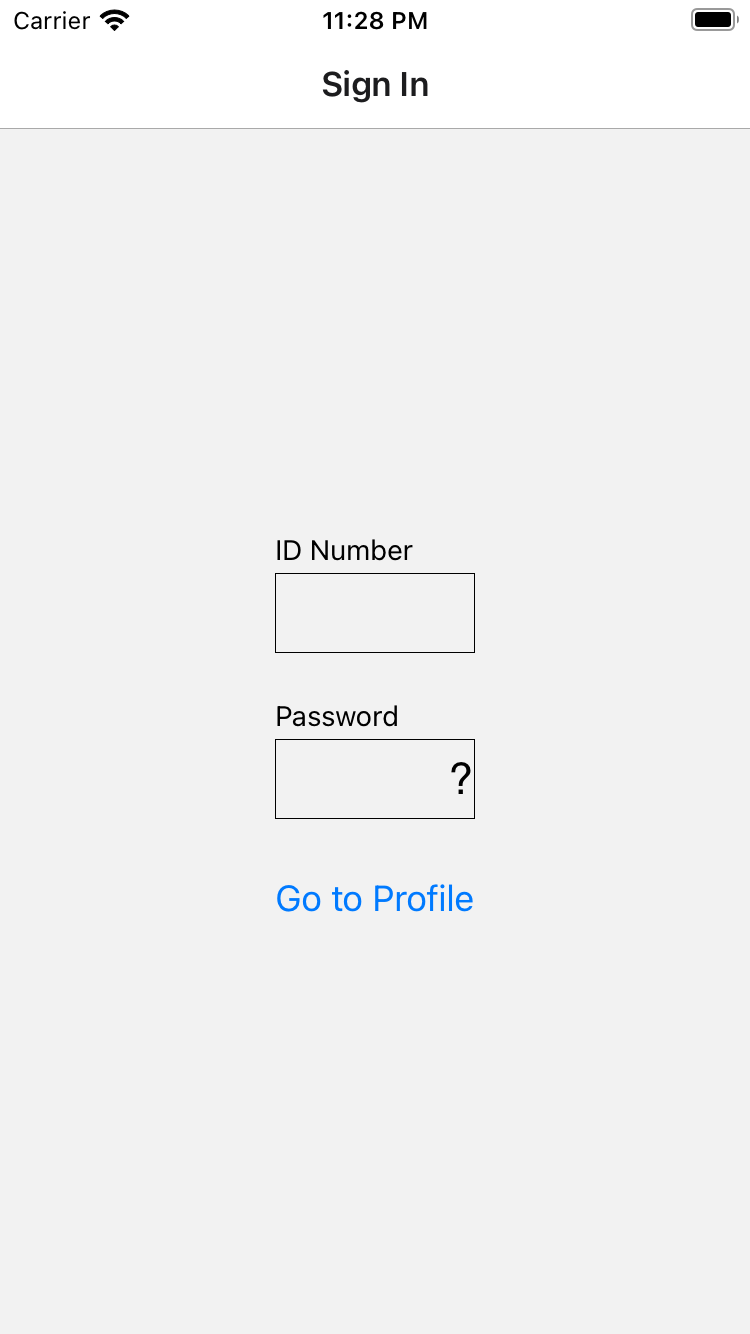 Carrier 11:28 PM
Sign In
ID Number
Password
?
Go to Profile